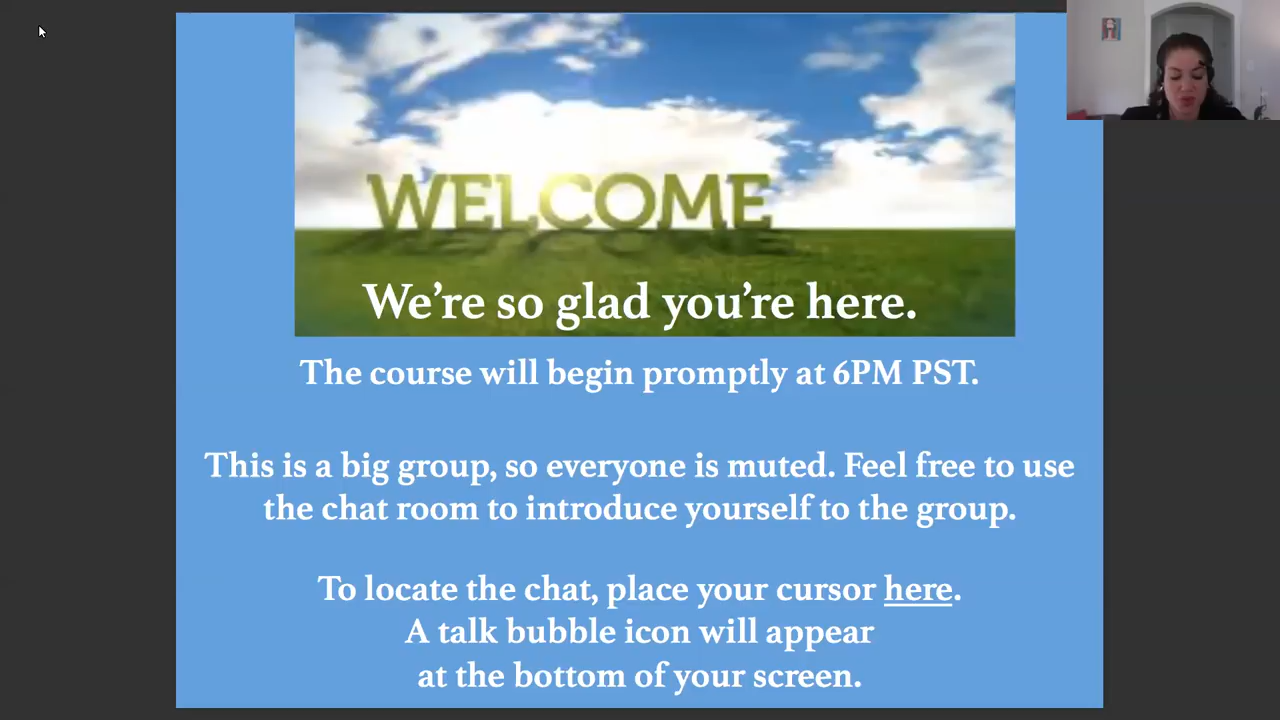 WELCOME
We’re so glad you’re here.
The course will begin promptly at 6PM PST.
This is a big group, so everyone is muted. Feel free to use
the chat room to introduce yourself to the group.
To locate the chat, place your cursor here.
A talk bubble icon will appear
at the bottom of your screen.